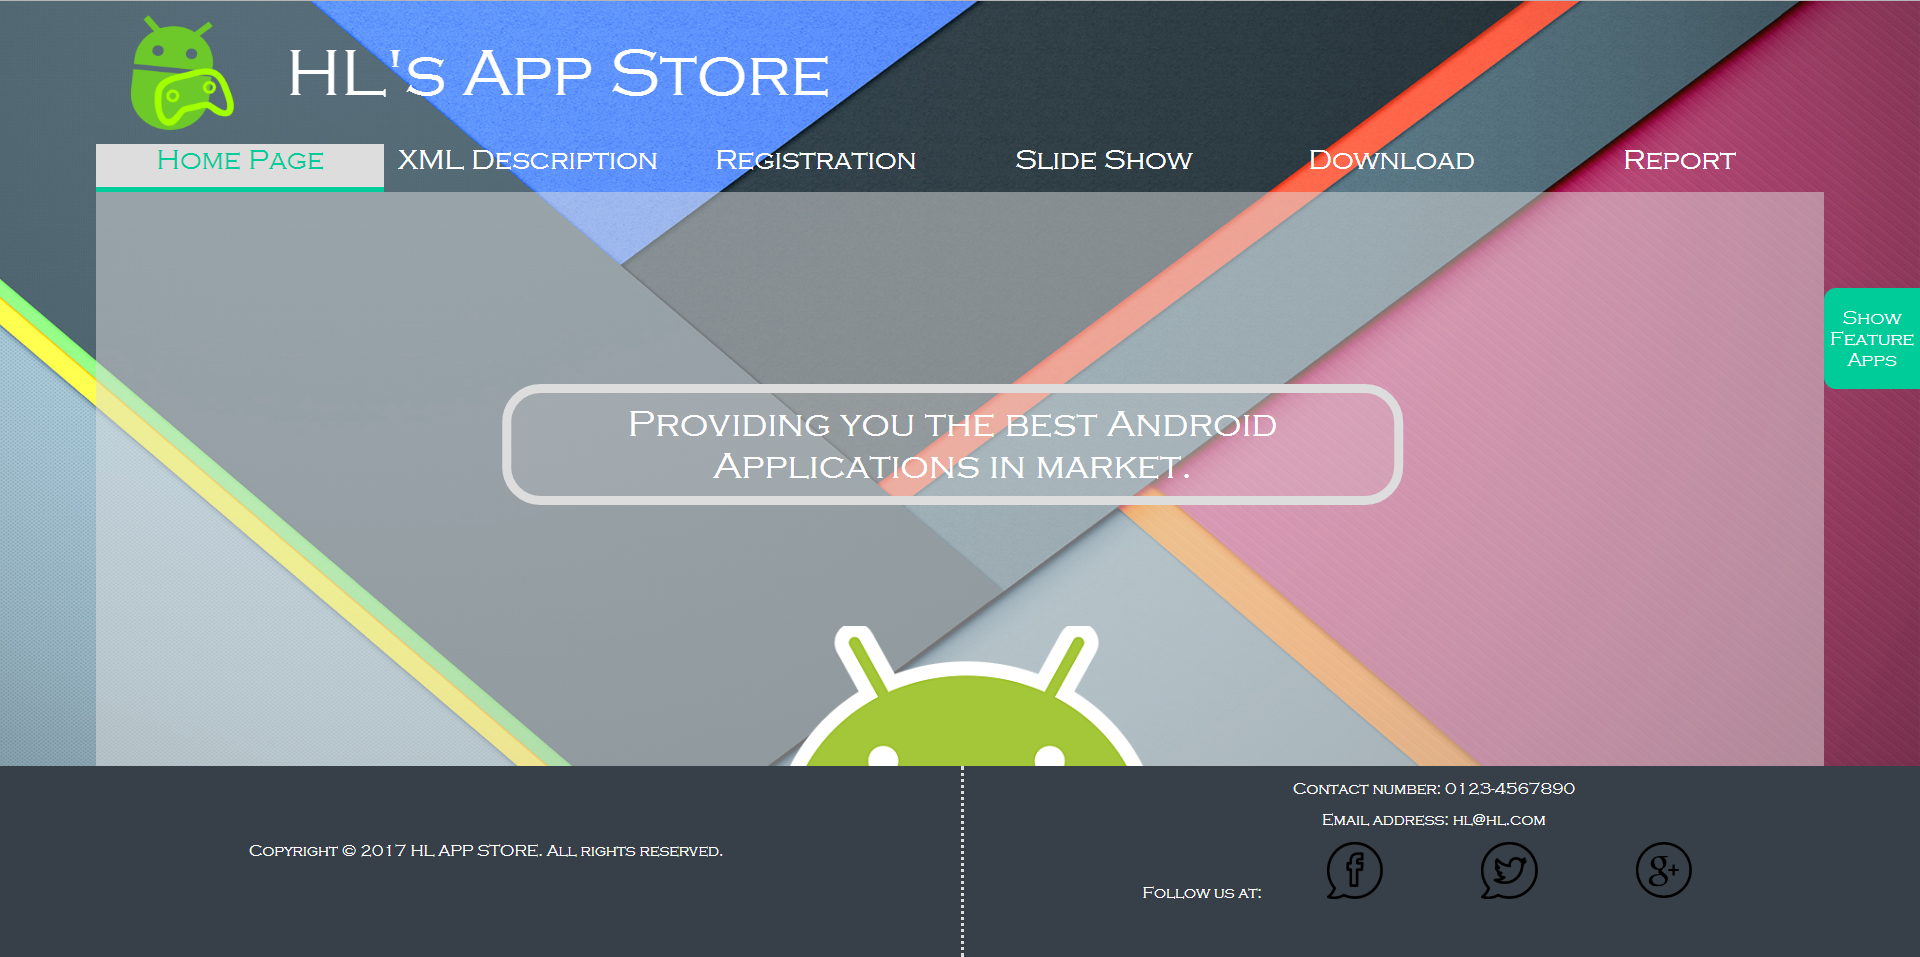 HL's App Store
Home Page
XML Description
Registration
Slide Show
Download
Report
Show
Feature
Apps
Providing you the best Android
Applications in market.
Copyright © 2017 HL APP STORE. All rights reserved.
Contact number: 0123-4567890
Email address: hl@hl.com
Follow us at:
f
g+